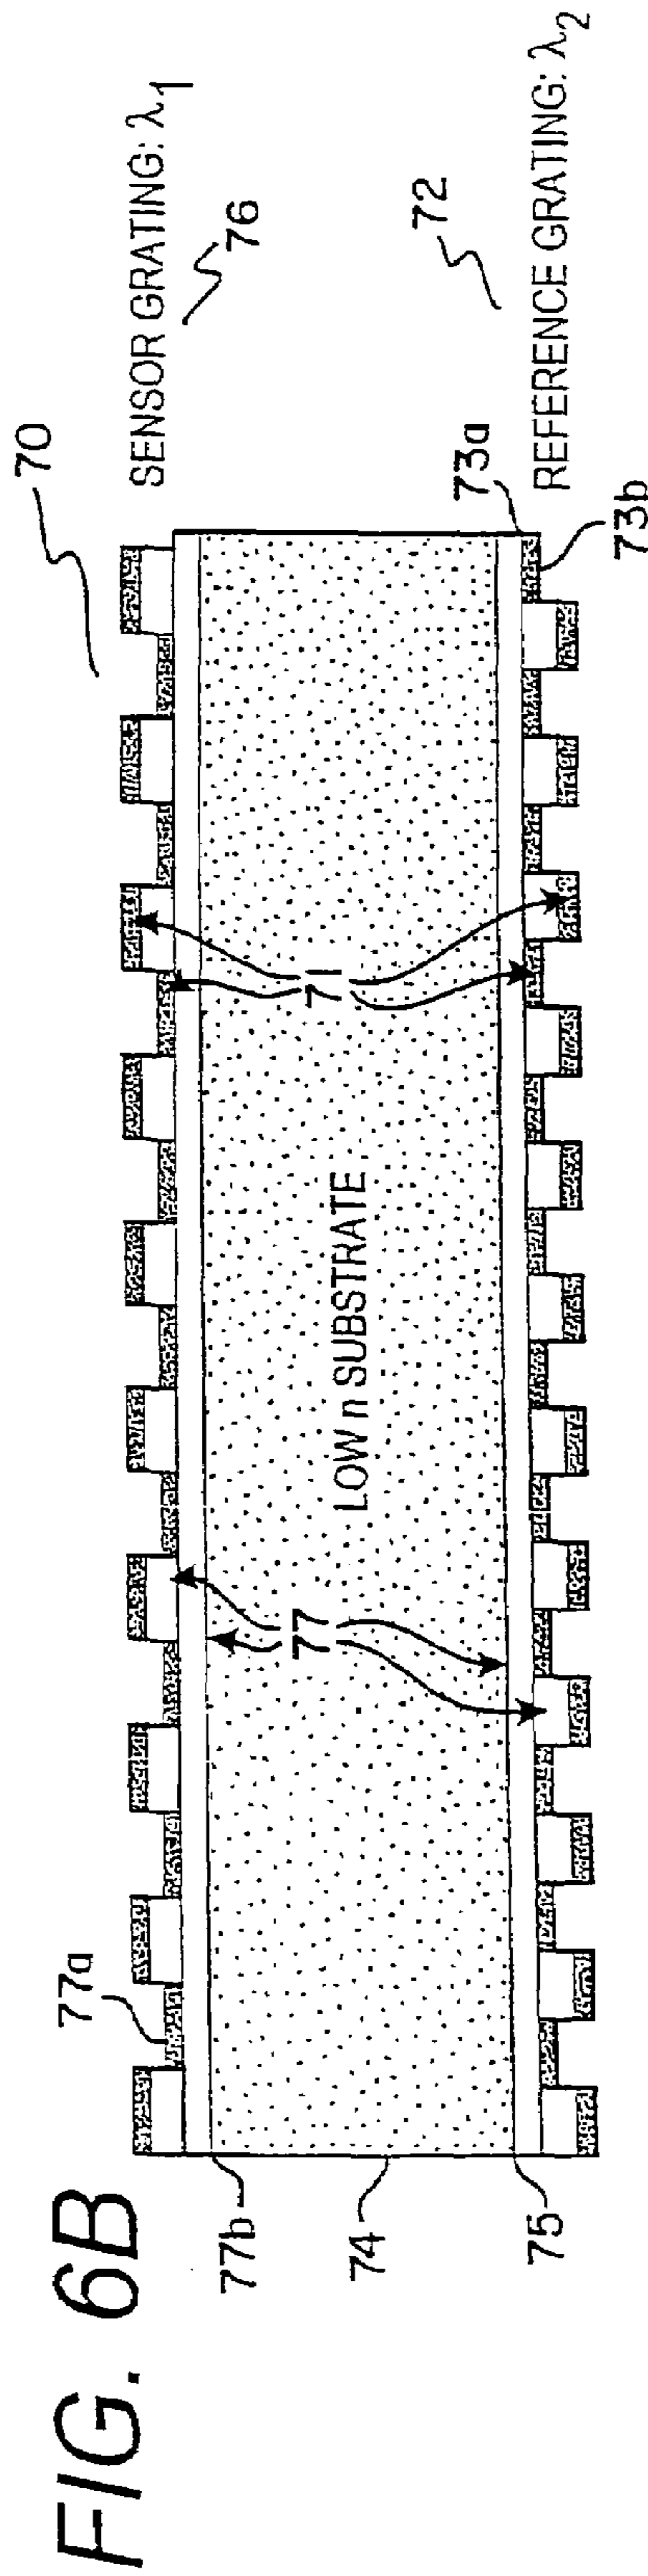 FIG. 6B
70
SENSOR GRATING: λ1
76
77a
77b
71
77
LOW n SUBSTRATE
74
72
73a
75
REFERENCE GRATING: λ2
73b